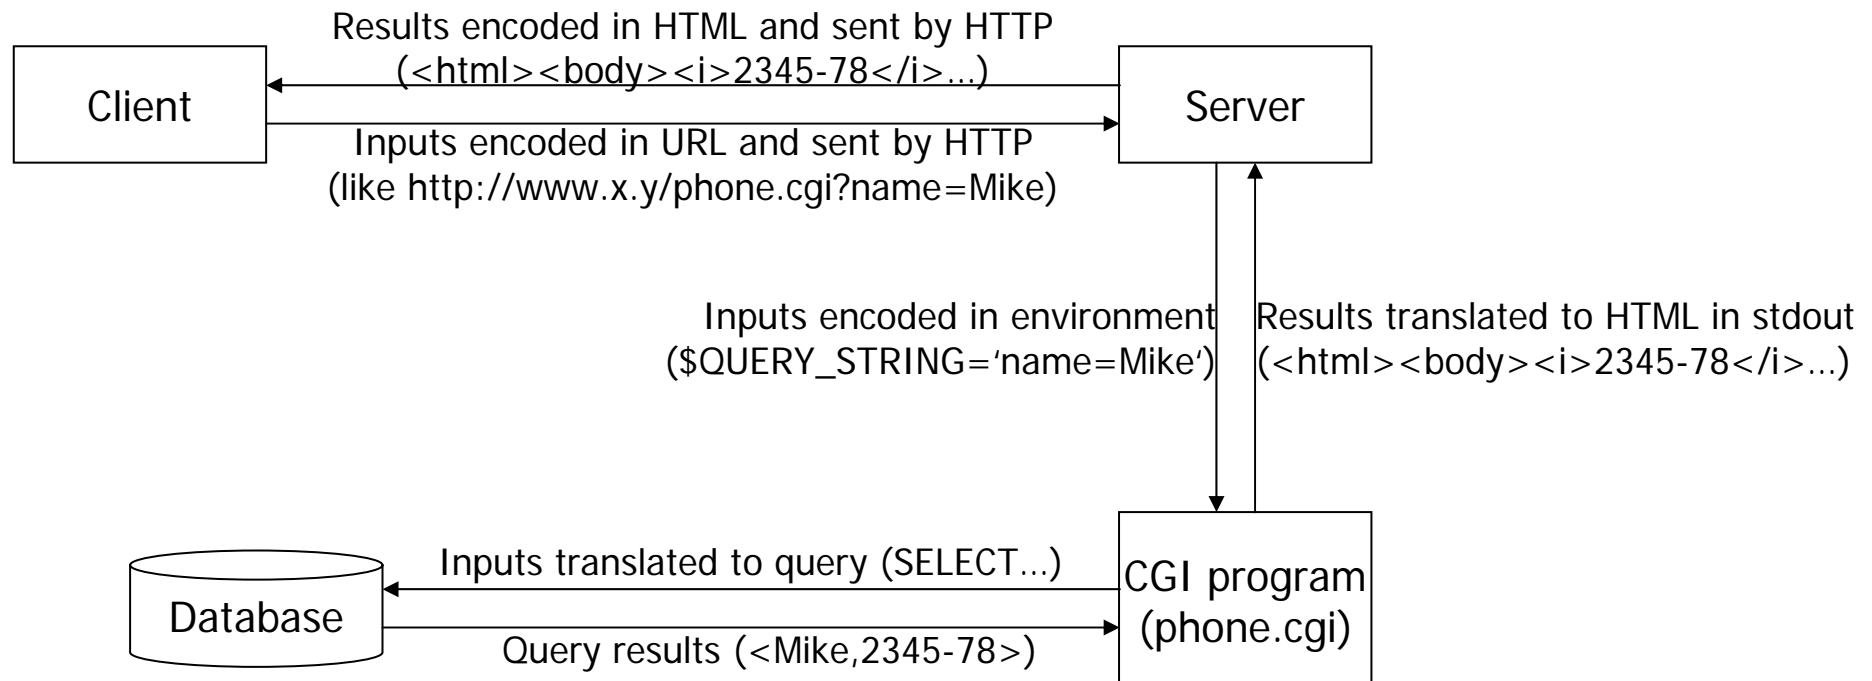 Results encoded in HTML and sent by HTTP
(<html><body><i>2345-78</i>...)
Client
Server
Inputs encoded in URL and sent by HTTP
(like http://www.x.y/phone.cgi?name=Mike)
Inputs encoded in environment
($QUERY_STRING=‘name=Mike‘)
Results translated to HTML in stdout
(<html><body><i>2345-78</i>...)
Inputs translated to query (SELECT...)
CGI program
(phone.cgi)
Database
Query results (<Mike,2345-78>)